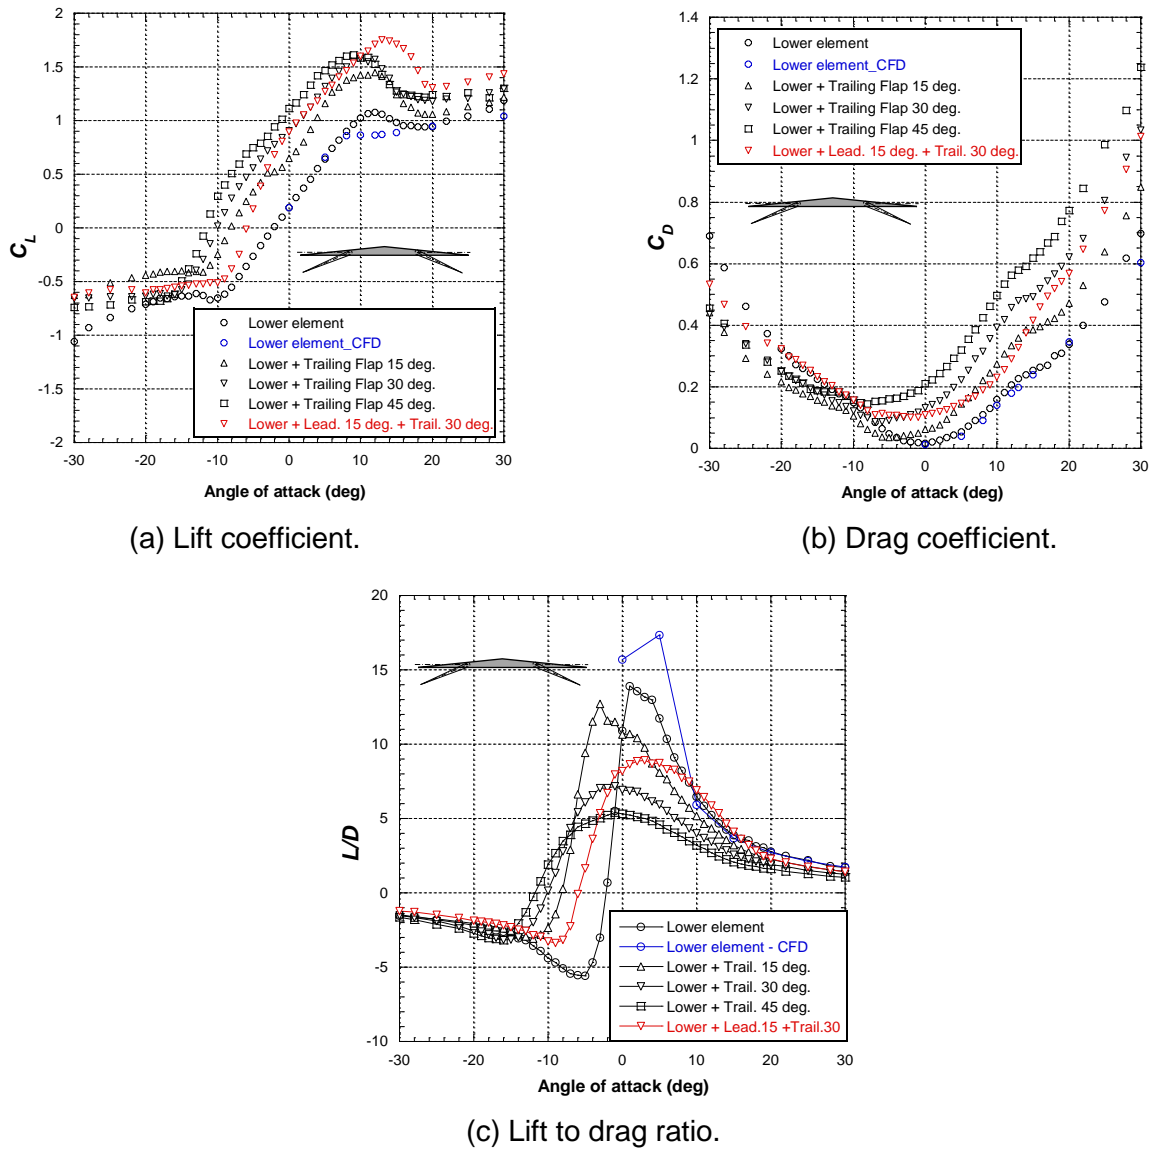 2
1.5
1
0.5
0
-0.5
-1
-1.5
-2
C_L
-30
-20
-10
0
10
20
30
Angle of attack (deg)
Lower element
Lower element_CFD
Lower + Trailing Flap 15 deg.
Lower + Trailing Flap 30 deg.
Lower + Trailing Flap 45 deg.
Lower + Lead. 15 deg. + Trail. 30 deg.
(a) Lift coefficient.
1.4
1.2
1
0.8
0.6
0.4
0.2
0
C_D
-30
-20
-10
0
10
20
30
Angle of attack (deg)
Lower element
Lower element_CFD
Lower + Trailing Flap 15 deg.
Lower + Trailing Flap 30 deg.
Lower + Trailing Flap 45 deg.
Lower + Lead. 15 deg. + Trail. 30 deg.
(b) Drag coefficient.
20
15
10
5
0
-5
-10
L/D
-30
-20
-10
0
10
20
30
Angle of attack (deg)
Lower element
Lower element - CFD
Lower + Trail. 15 deg.
Lower + Trail. 30 deg.
Lower + Trail. 45 deg.
Lower + Lead.15 +Trail.30
(c) Lift to drag ratio.